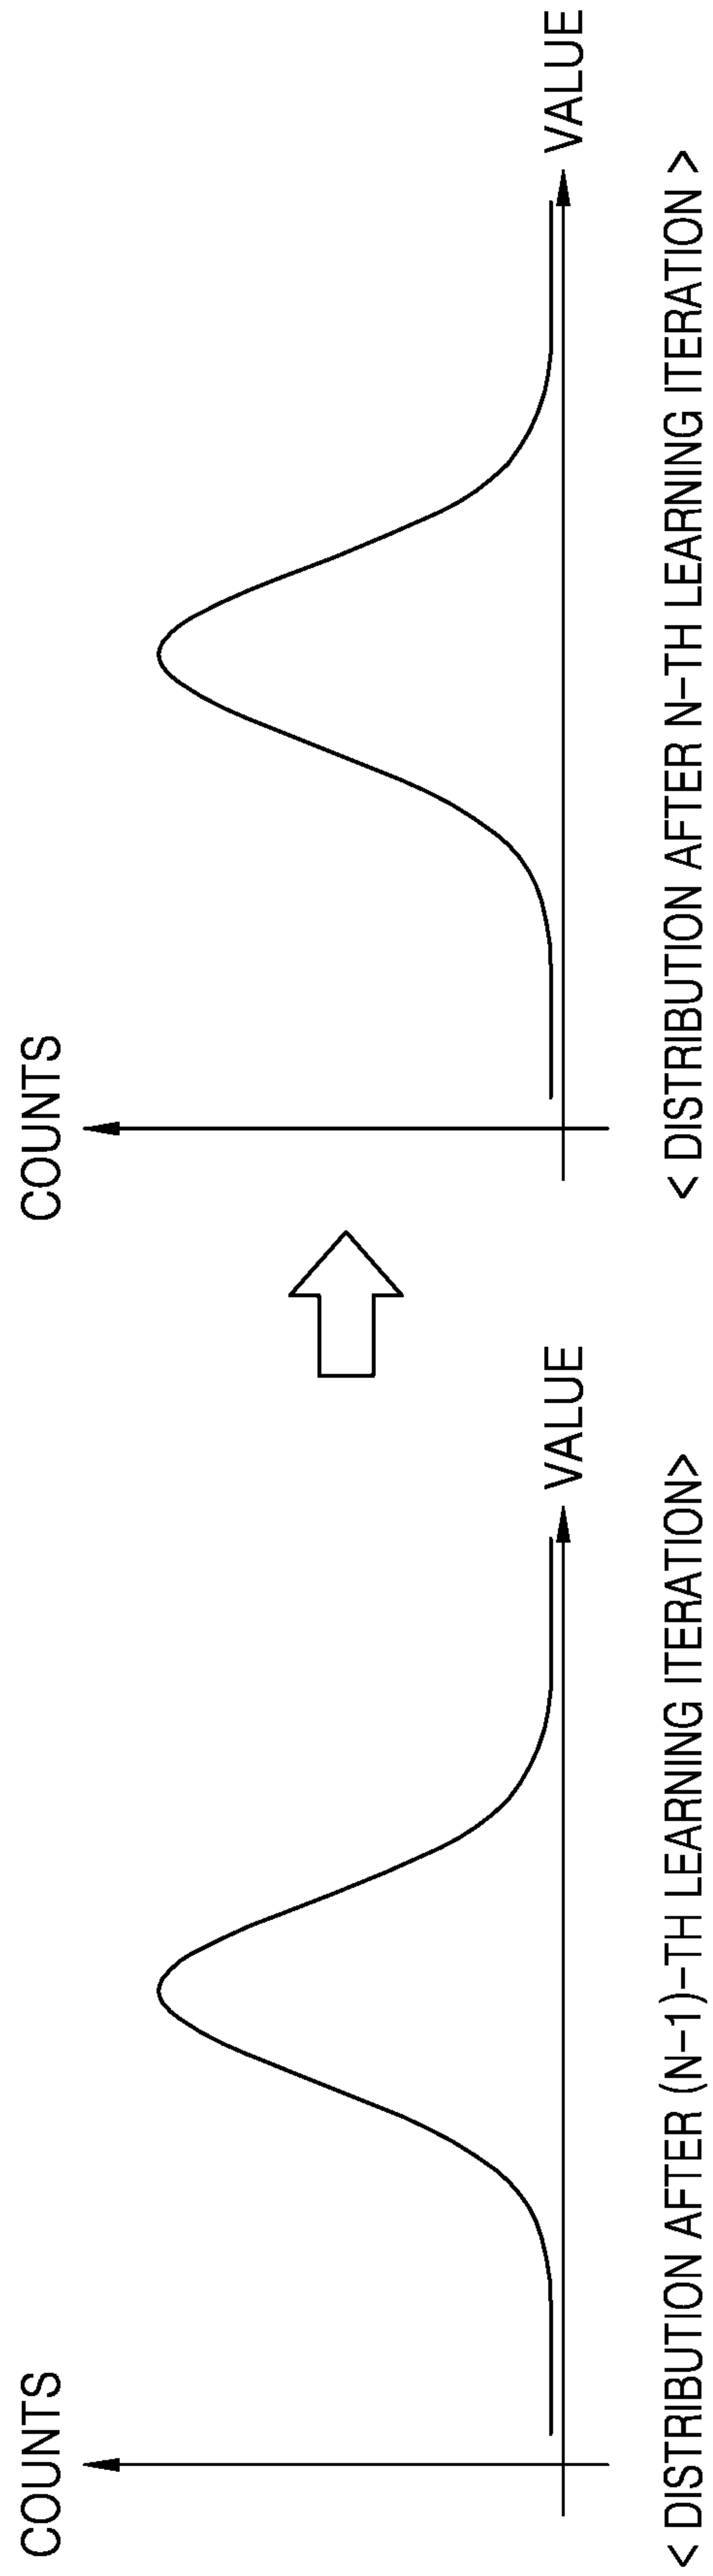 COUNTS
VALUE
< DISTRIBUTION AFTER (N-1)-TH LEARNING ITERATION>
COUNTS
VALUE
< DISTRIBUTION AFTER N-TH LEARNING ITERATION >